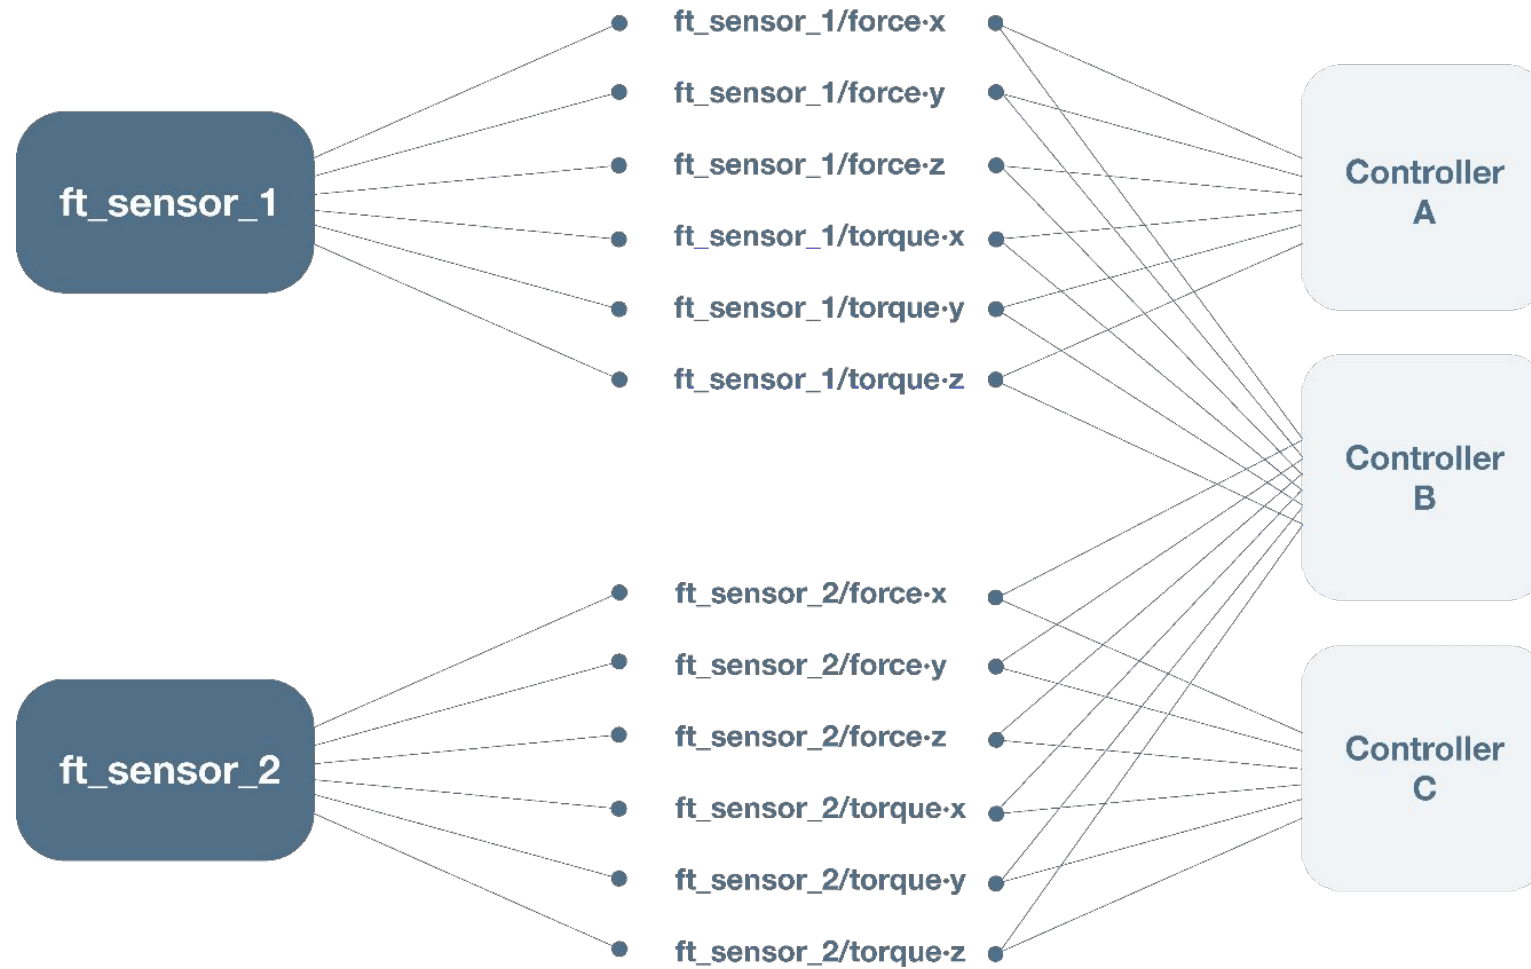 ft_sensor_1/force·x
ft_sensor_1/force·y
ft_sensor_1/force·z
ft_sensor_1
ft_sensor_1/torque·x
ft_sensor_1/torque·y
ft_sensor_1/torque·z
Controller
A
Controller
B
ft_sensor_2/force·x
ft_sensor_2/force·y
ft_sensor_2/force·z
ft_sensor_2
ft_sensor_2/torque·x
ft_sensor_2/torque·y
ft_sensor_2/torque·z
Controller
C